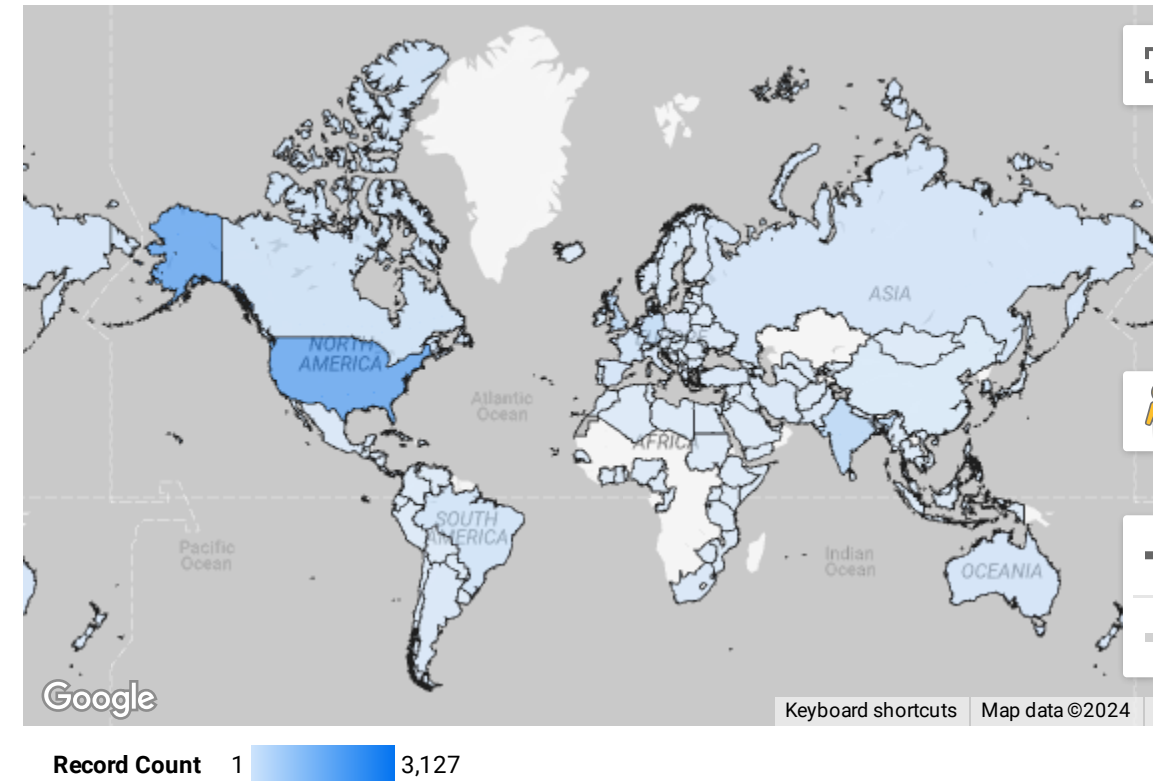 ASIA
EUROPE
NORTH
AMERICA
Atlantic
Ocean
AFRICA
SOUTH
AMERICA
Pacific
Ocean
Indian
Ocean
OCEANIA
Google
Keyboard shortcuts
Map data ©2024
Record Count 1 3,127